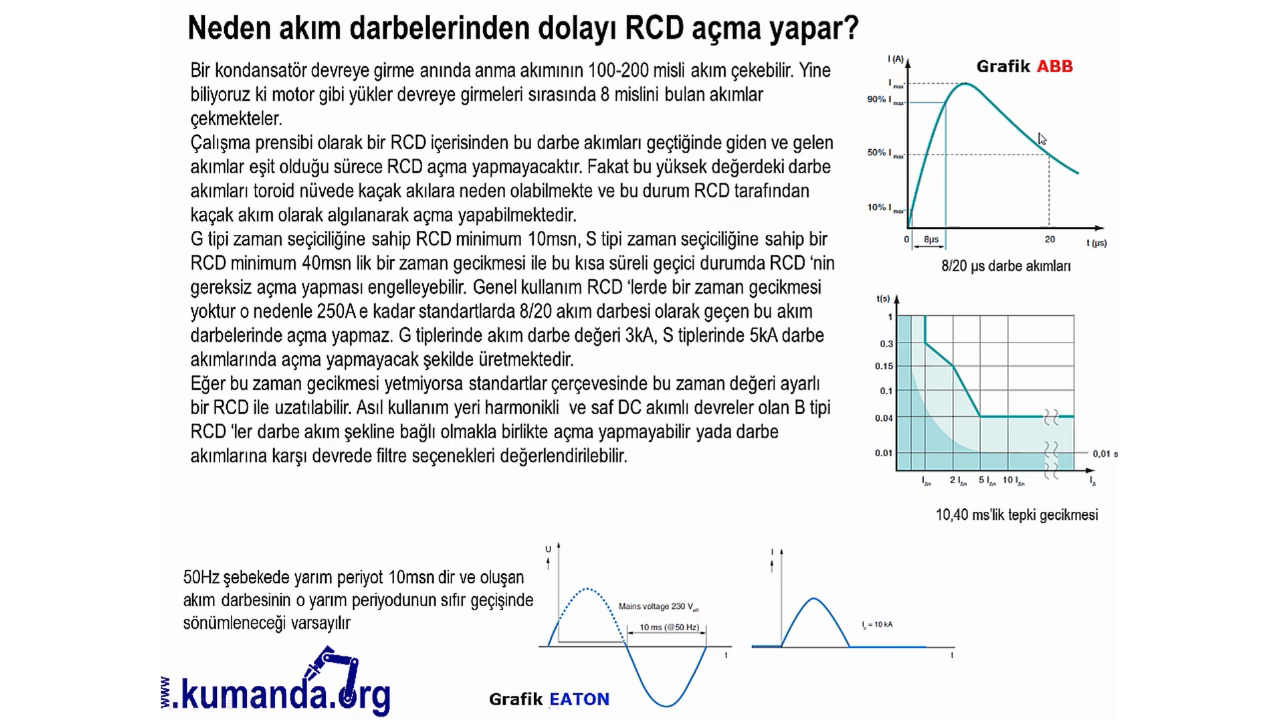 Neden akım darbelerinden dolayı RCD açma yapar?
Bir kondansatör devreye girme anında anma akımının 100-200 misli akım çekebilir. Yine
biliyoruz ki motor gibi yükler devreye girmeleri sırasında 8 mislini bulan akımlar
çekmekteler.
Çalışma prensibi olarak bir RCD içerisinden bu darbe akımları geçtiğinde giden ve gelen
akımlar eşit olduğu sürece RCD açma yapmayacaktır. Fakat bu yüksek değerdeki darbe
akımları toroid nüvede kaçak akılara neden olabilmekte ve bu durum RCD tarafından
kaçak akım olarak algılanarak açma yapabilmektedir.
G tipi zaman seçiciliğine sahip RCD minimum 10msn, S tipi zaman seçiciliğine sahip bir
RCD minimum 40msn lik bir zaman gecikmesi ile bu kısa süreli geçici durumda RCD 'nin
gereksiz açma yapması engelleyebilir. Genel kullanım RCD 'lerde bir zaman gecikmesi
yoktur o nedenle 250A e kadar standartlarda 8/20 akım darbesi olarak geçen bu akım
darbelerinde açma yapmaz. G tiplerinde akım darbe değeri 3kA, S tiplerinde 5kA darbe
akımlarında açma yapmayacak şekilde üretmektedir.
Eğer bu zaman gecikmesi yetmiyorsa standartlar çerçevesinde bu zaman değeri ayarlı
bir RCD ile uzatılabilir. Asıl kullanım yeri harmonikli ve saf DC akımlı devreler olan B tipi
RCD 'ler darbe akım şekline bağlı olmakla birlikte açma yapmayabilir yada darbe
akımlarına karşı devrede filtre seçenekleri değerlendirilebilir.
I (A)
Grafik ABB
I max
90% I max
50% I max
10% I max
0
8µs
20
t (µs)
8/20 µs darbe akımları
t(s)
1
0.3
0.15
0.1
0.04
0.01
0,01 s
I∆n
2 I∆n
5 I∆n
10 I∆n
I∆
10,40 ms'lik tepki gecikmesi
50Hz şebekede yarım periyot 10msn dir ve oluşan
akım darbesinin o yarım periyodunun sıfır geçişinde
sönümleneceği varsayılır
U
Mains voltage 230 Veff
10 ms (@50 Hz)
t
I
Ip = 10 kA
t
Grafik EATON
www.kumanda.org